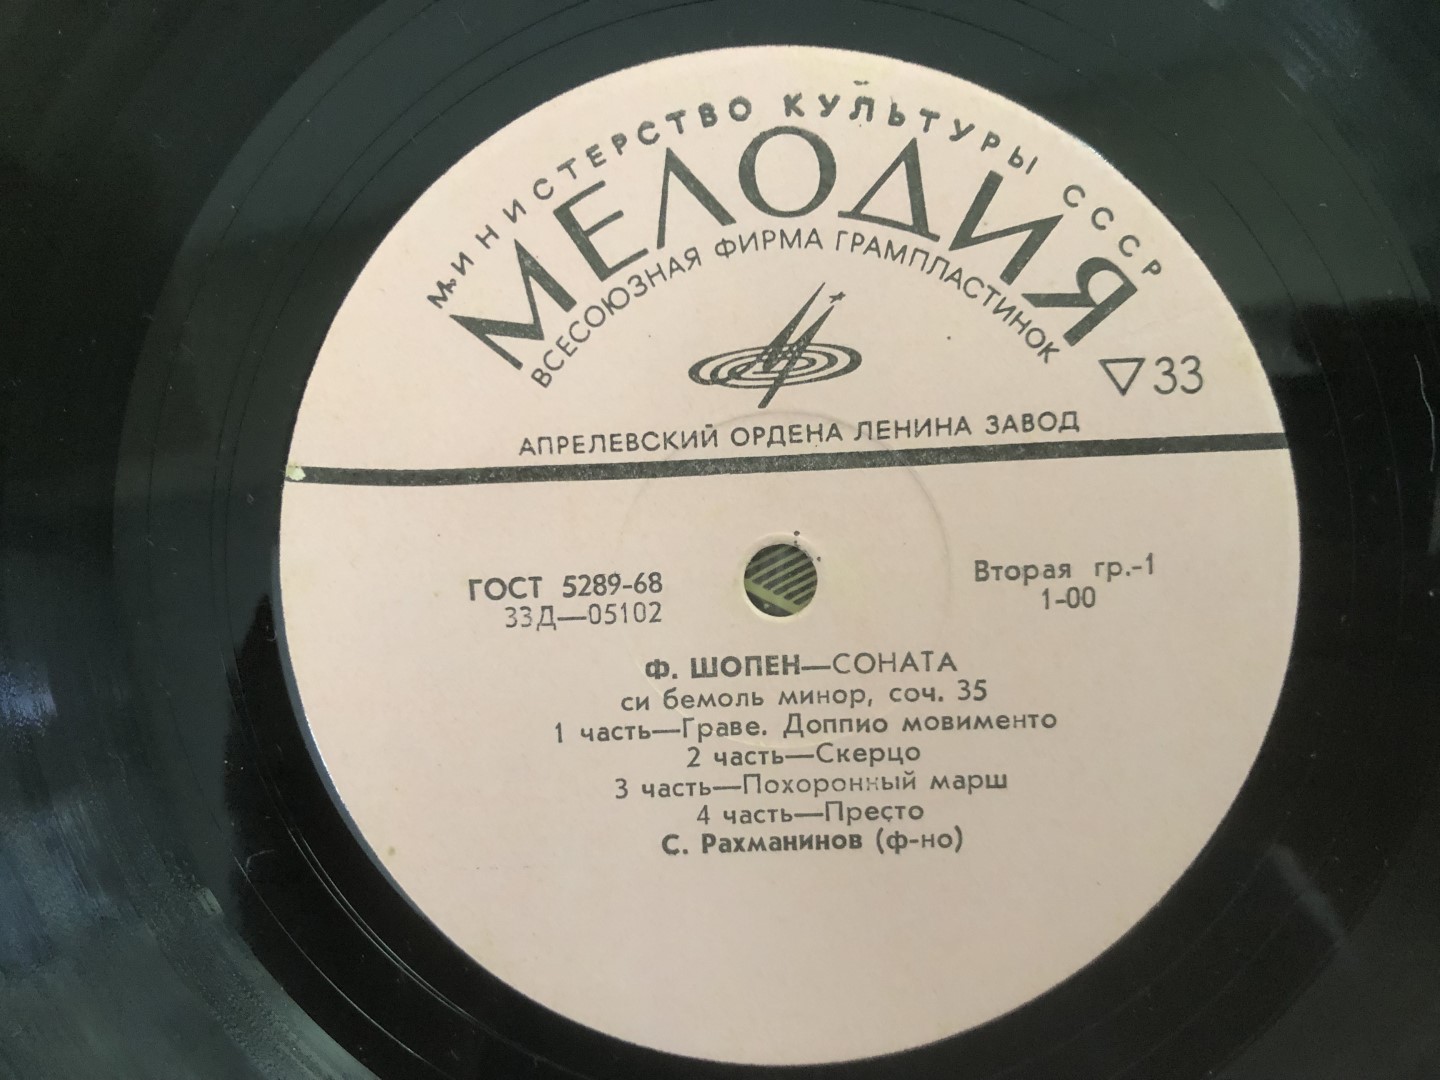 МИНИСТЕРСТВО КУЛЬТУРЫ СССР
МЕЛОДИЯ
ВСЕСОЮЗНАЯ ФИРМА ГРАМПЛАСТИНОК
33
АПРЕЛЕВСКИЙ ОРДЕНА ЛЕНИНА ЗАВОД
ГОСТ 5289-68
33Д—05102
Вторая гр.-1
1-00
Ф. ШОПЕН—СОНАТА
си бемоль минор, соч. 35
1 часть—Граве. Доппио мовименто
2 часть—Скерцо
3 часть—Похоронный марш
4 часть—Престо
С. Рахманинов (ф-но)